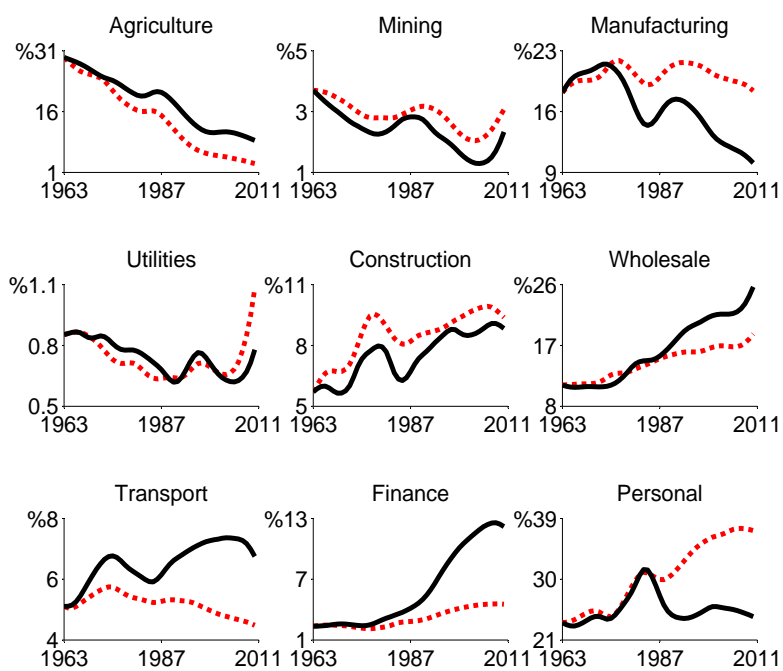 Agriculture
%31
16
1
1963 1987 2011
Mining
%5
3
1
1963 1987 2011
Manufacturing
%23
16
9
1963 1987 2011
Utilities
%1.1
0.8
0.5
1963 1987 2011
Construction
%11
8
5
1963 1987 2011
Wholesale
%26
17
8
1963 1987 2011
Transport
%8
6
4
1963 1987 2011
Finance
%13
7
1
1963 1987 2011
Personal
%39
30
21
1963 1987 2011